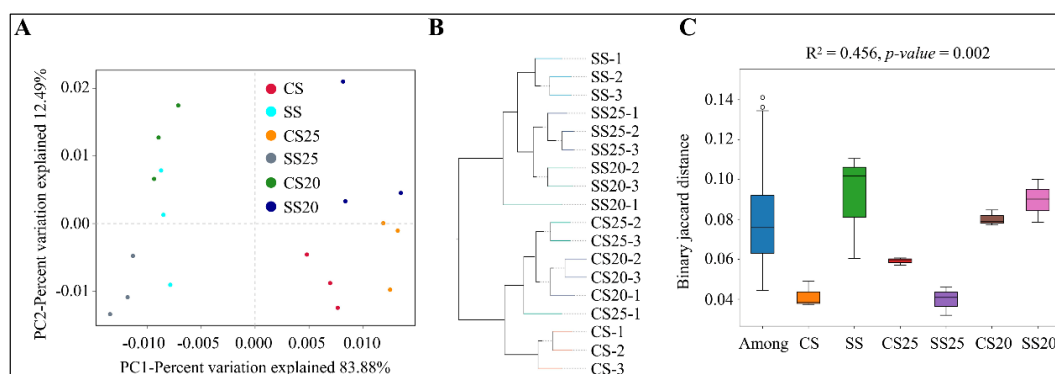 A
PC2-Percent variation explained 12.49%
0.02
0.01
0.00
-0.01
-0.010
-0.005
0.000
0.005
0.010
PC1-Percent variation explained 83.88%
CS
SS
CS25
SS25
CS20
SS20
B
SS-1
SS-2
SS-3
SS25-1
SS25-2
SS25-3
SS20-2
SS20-3
SS20-1
CS25-2
CS25-3
CS20-2
CS20-3
CS20-1
CS25-1
CS-1
CS-2
CS-3
C
R² = 0.456, p-value = 0.002
Binary jaccard distance
0.14
0.12
0.10
0.08
0.06
0.04
Among CS SS CS25 SS25 CS20 SS20